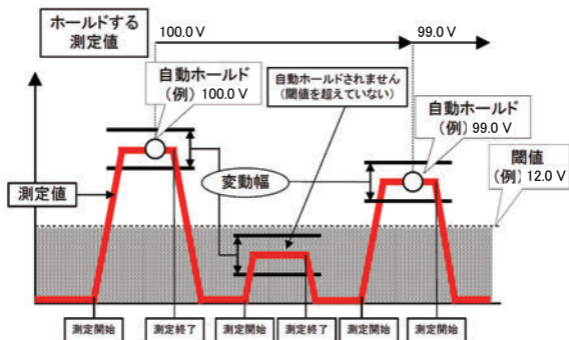 ホールドする
測定値
100.0 V
99.0 V
自動ホールド
(例) 100.0 V
自動ホールドされません
(閾値を超えていない)
自動ホールド
(例) 99.0 V
閾値
(例) 12.0 V
測定値
変動幅
測定開始
測定終了
測定開始
測定終了
測定開始
測定開始